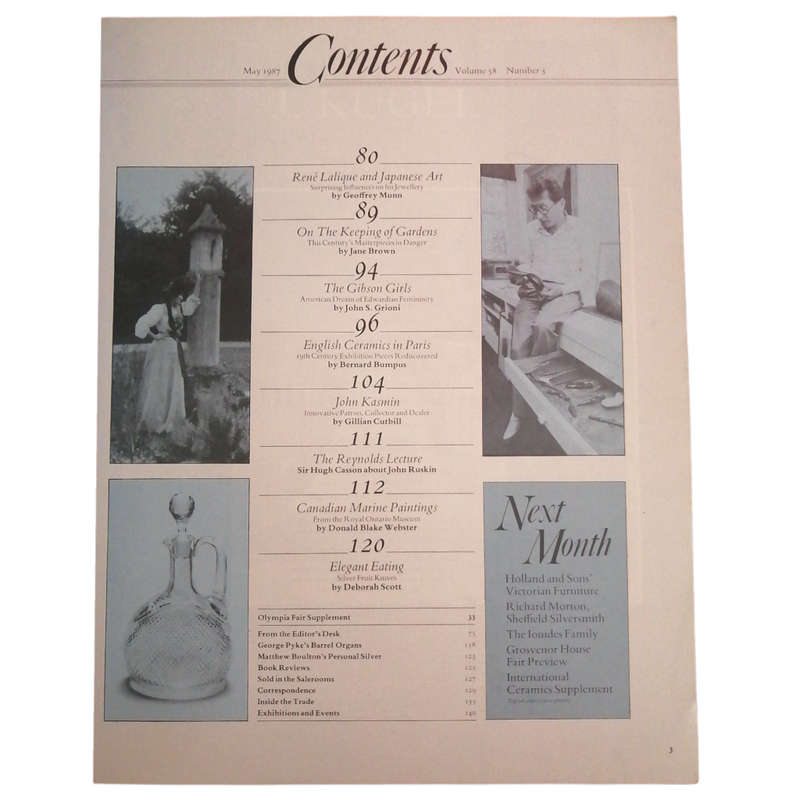 May 1987 Contents Volume 58 Number 5
80
René Lalique and Japanese Art
Surprising Influences on his Jewellery
by Geoffrey Munn
89
On The Keeping of Gardens
This Century's Masterpieces in Danger
by Jane Brown
94
The Gibson Girls
American Dream of Edwardian Femininity
by John S. Grioni
96
English Ceramics in Paris
19th Century Exhibition Pieces Rediscovered
by Bernard Bumpus
104
John Kasmin
Innovative Patron, Collector and Dealer
by Gillian Cutbill
111
The Reynolds Lecture
Sir Hugh Casson about John Ruskin
112
Canadian Marine Paintings
From the Royal Ontario Museum
by Donald Blake Webster
120
Elegant Eating
Silver Fruit Knives
by Deborah Scott
Olympia Fair Supplement 33
From the Editor's Desk
George Pyke's Barrel Organs
Matthew Boulton's Personal Silver
Book Reviews
Sold in the Salerooms 127
Correspondence 129
Inside the Trade
Exhibitions and Events 140
Next
Month
Holland and Sons'
Victorian Furniture
Richard Morton,
Sheffield Silversmith
The Ionides Family
Grosvenor House
Fair Preview
International
Ceramics Supplement
3